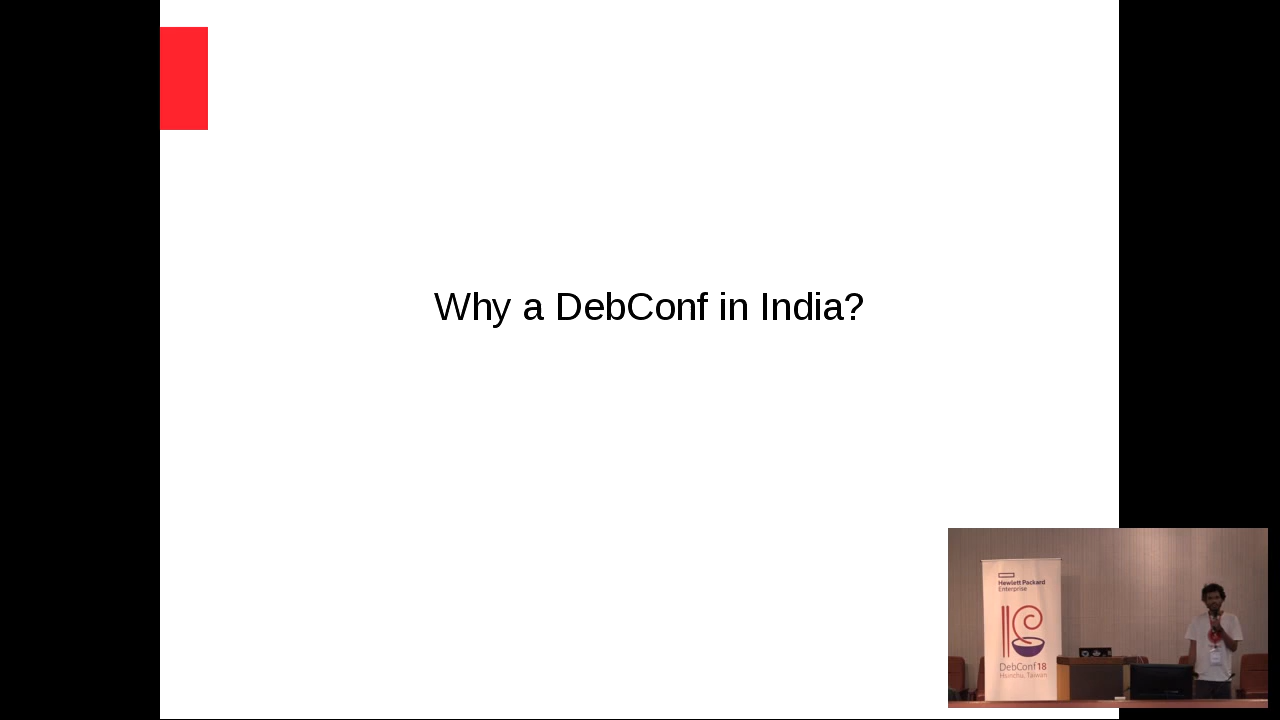 Why a DebConf in India?
Hewlett Packard
Enterprise
DebConf18
Hsinchu, Taiwan